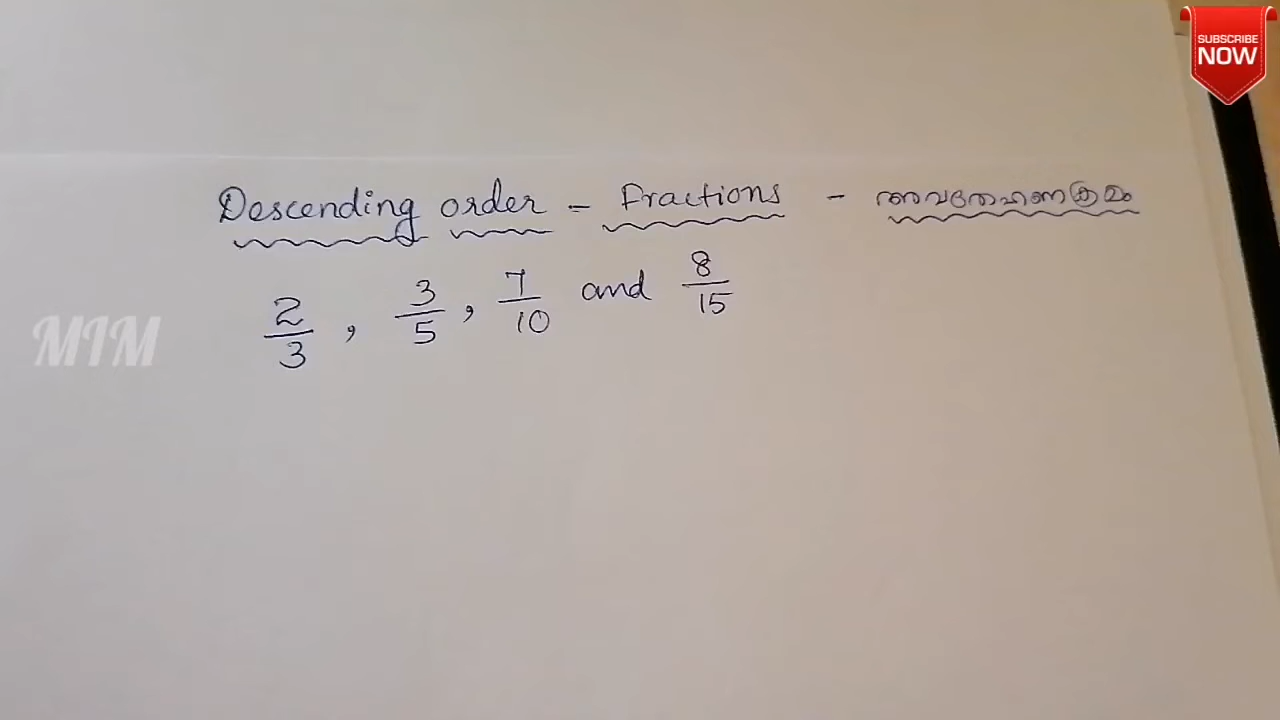 SUBSCRIBE
NOW
Descending order - Fractions - അവരോഹണക്രമം
2/3, 3/5, 7/10 and 8/15
MIM